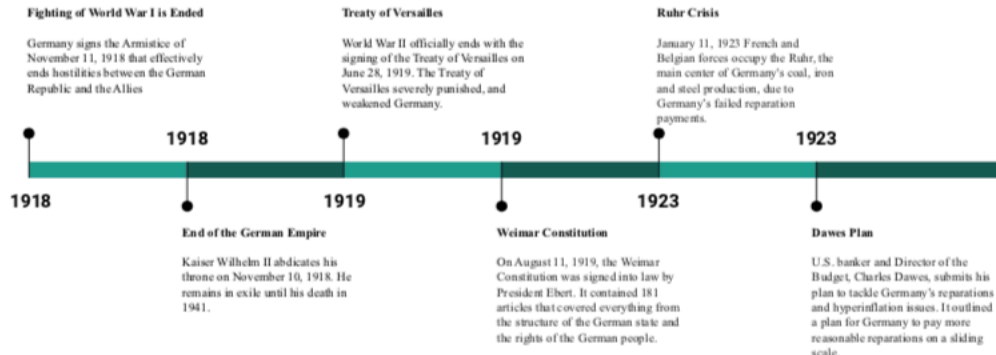 Fighting of World War I is Ended
Germany signs the Armistice of
November 11, 1918 that effectively
ends hostilities between the German
Republic and the Allies
1918
End of the German Empire
Kaiser Wilhelm II abdicates his
throne on November 10, 1918. He
remains in exile until his death in
1941.
1918
Treaty of Versailles
World War II officially ends with the
signing of the Treaty of Versailles on
June 28, 1919. The Treaty of
Versailles severely punished, and
weakened Germany.
1919
Weimar Constitution
On August 11, 1919, the Weimar
Constitution was signed into law by
President Ebert. It contained 181
articles that covered everything from
the structure of the German state and
the rights of the German people.
1919
Ruhr Crisis
January 11, 1923 French and
Belgian forces occupy the Ruhr, the
main center of Germany's coal, iron
and steel production, due to
Germany's failed reparation
payments.
1923
Dawes Plan
U.S. banker and Director of the
Budget, Charles Dawes, submits his
plan to tackle Germany's reparations
and hyperinflation issues. It outlined
a plan for Germany to pay more
reasonable reparations on a sliding
scale.
1923